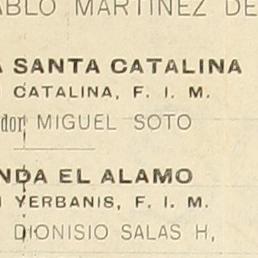 ABLO MARTINEZ DE
A SANTA CATALINA
CATALINA, F. I. M.
dor MIGUEL SOTO
NDA EL ALAMO
YERBANIS, F. I. M.
DIONISIO SALAS H,